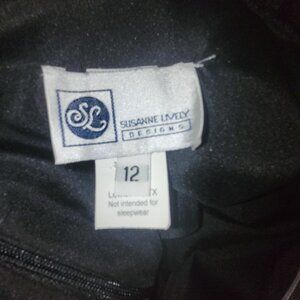 SL
SUSANNE LIVELY
DESIGNS
12
Not intended for
sleepwear